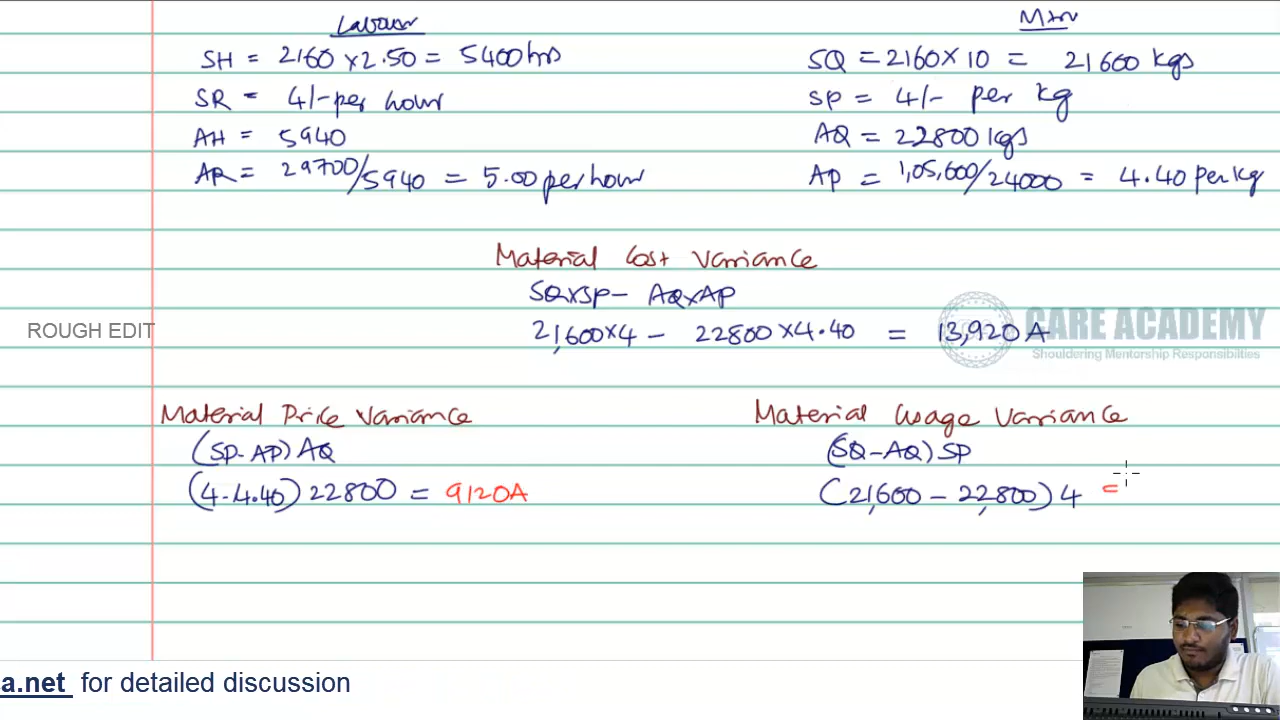 Labour
SH = 2160 x 2.50 = 5400 hrs
SR = 4/- per hour
AH = 5940
AR = 29700/5940 = 5.00 per hour
SQ = 2160 x 10 = 21600 kgs
SP = 4/- per kg
AQ = 22800 kgs
AP = 1,05,600/24000 = 4.40 per kg
Material Cost Variance
SQxSP - AQxAP
21,600x4 - 22800x4.40 = 13,920 A
ROUGH EDIT
CARE ACADEMY
Shouldering Mentorship Responsibilties
Material Price Variance
(SP-AP) AQ
(4-4.40) 22800 = 9120A
Material Usage Variance
(SQ-AQ) SP
(21,600 - 22,800) 4 =
a.net for detailed discussion